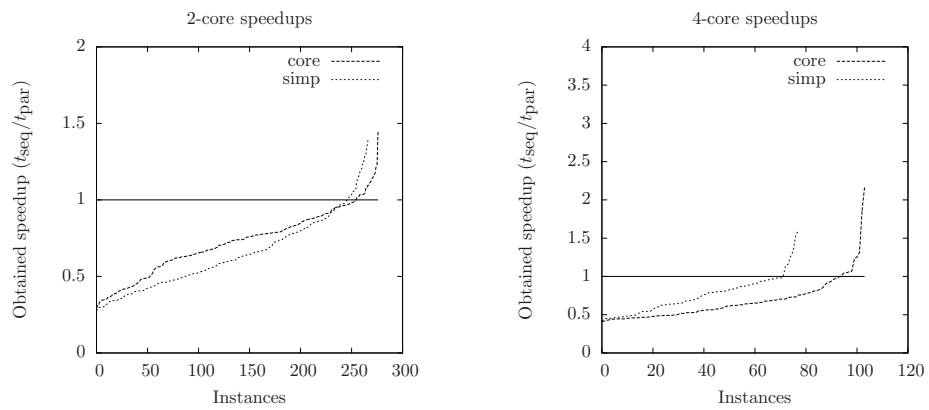 2-core speedups
2
1.5
1
0.5
0
0 50 100 150 200 250 300
Obtained speedup (tseq/tpar)
Instances
core
simp
4-core speedups
4
3.5
3
2.5
2
1.5
1
0.5
0
0 20 40 60 80 100 120
Obtained speedup (tseq/tpar)
Instances
core
simp